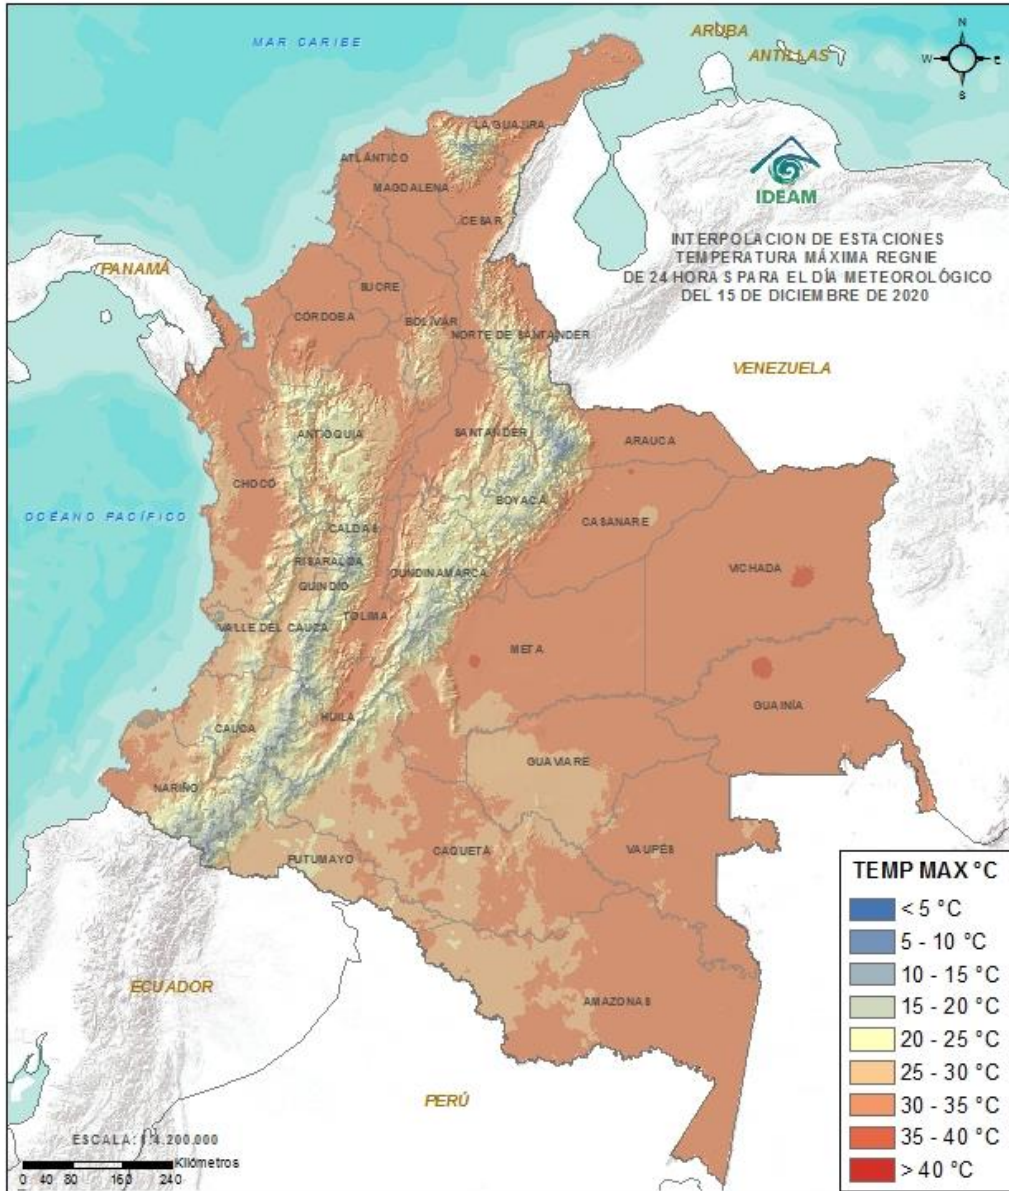 MAR CARIBE
ARUBA
ANTILLAS
N
W
E
S
LA GUAJIRA
ATLÁNTICO
MAGDALENA
CESAR
IDEAM
INTERPOLACION DE ESTACIONES
TEMPERATURA MÁXIMA REGNIE
DE 24 HORAS PARA EL DÍA METEOROLÓGICO
DEL 15 DE DICIEMBRE DE 2020
PANAMÁ
SUCRE
CÓRDOBA
BOLÍVAR
NORTE DE SANTANDER
VENEZUELA
ANTIOQUIA
SANTANDER
ARAUCA
CHOCÓ
BOYACÁ
OCÉANO PACÍFICO
CALDAS
CASANARE
RISARALDA
CUNDINAMARCA
VICHADA
QUINDÍO
TOLIMA
VALLE DEL CAUCA
META
GUAINÍA
HUILA
CAUCA
GUAVIARE
NARIÑO
PUTUMAYO
CAQUETÁ
VAUPÉS
ECUADOR
AMAZONAS
PERÚ
TEMP MAX °C
< 5 °C
5 - 10 °C
10 - 15 °C
15 - 20 °C
20 - 25 °C
25 - 30 °C
30 - 35 °C
35 - 40 °C
> 40 °C
ESCALA: 1:4.200.000
Kilómetros
0 40 80 160 240